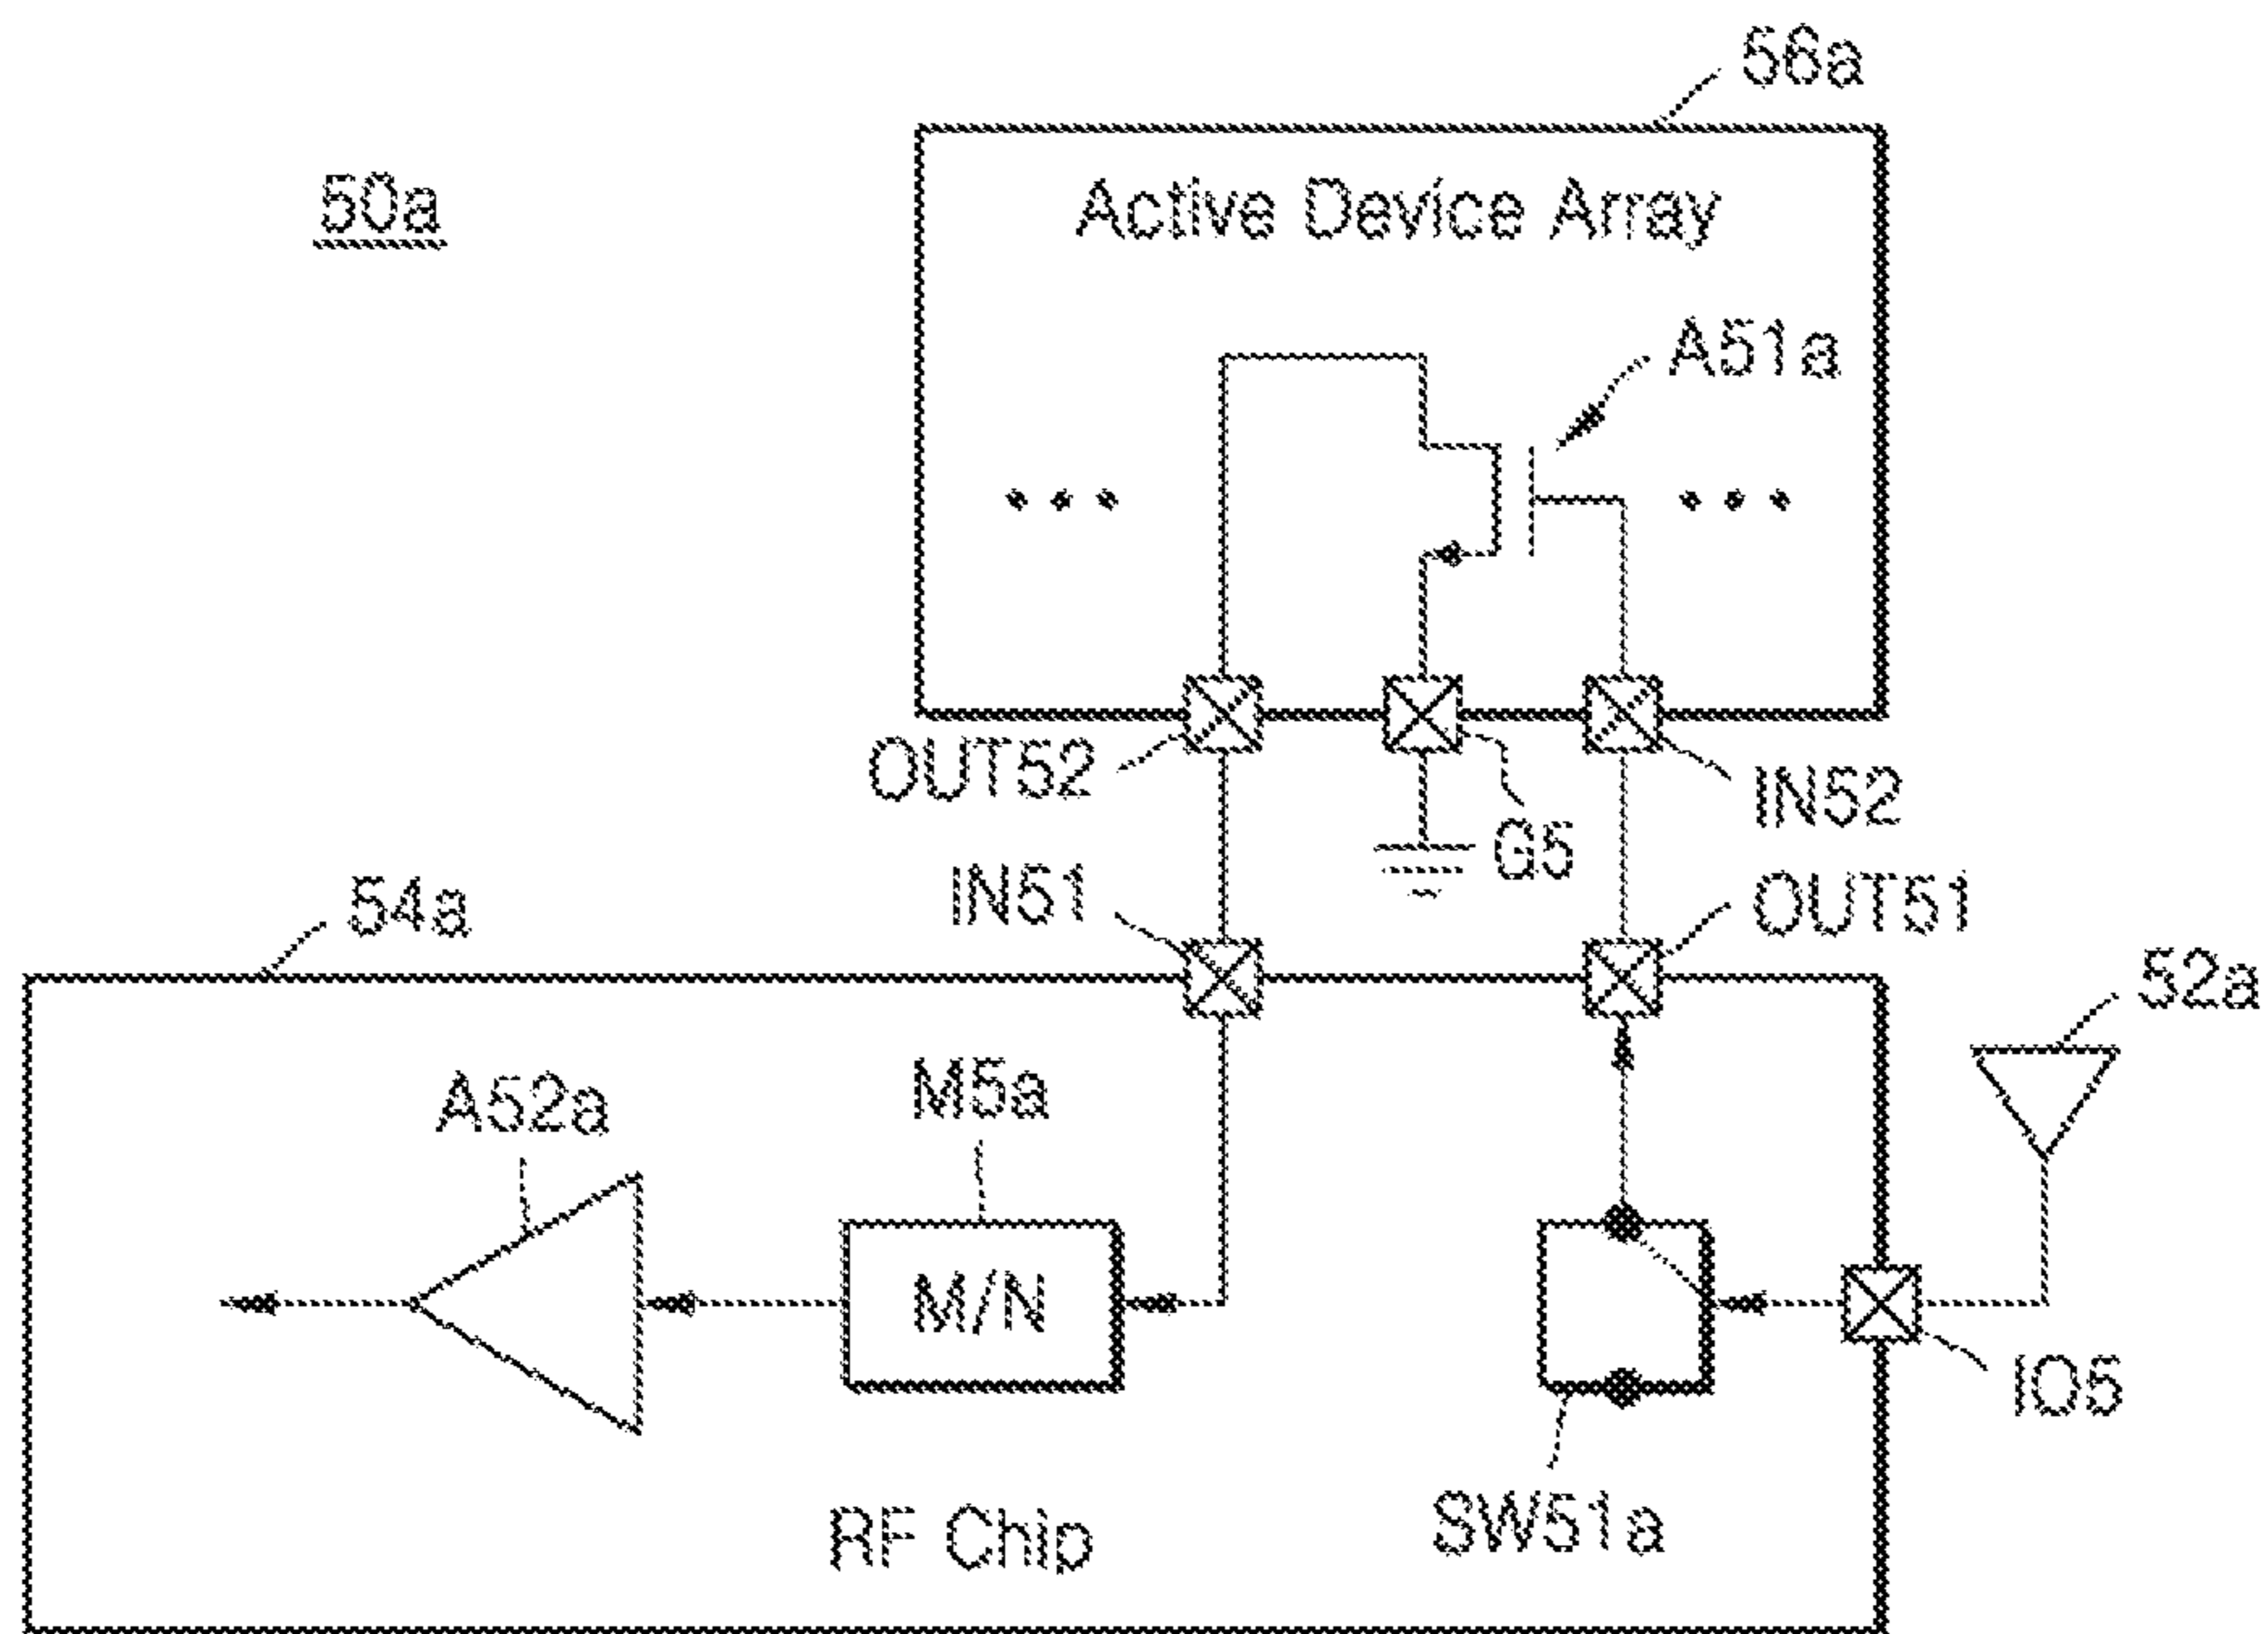 56a
50a
Active Device Array
A51a
OUT52
IN52
G5
IN51
OUT51
54a
52a
M5a
A52a
M/N
IO5
SW51a
RF Chip